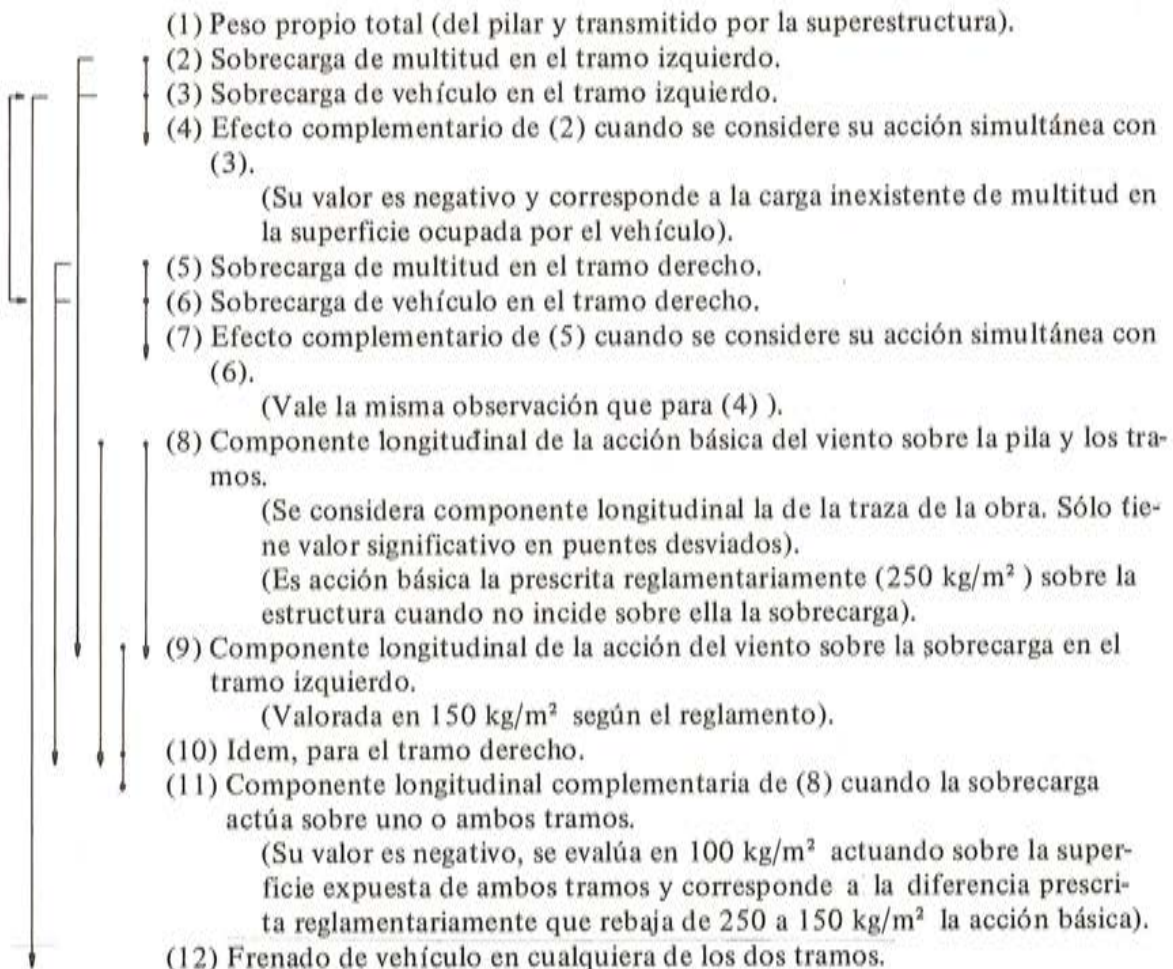 (1) Peso propio total (del pilar y transmitido por la superestructura).
(2) Sobrecarga de multitud en el tramo izquierdo.
(3) Sobrecarga de vehículo en el tramo izquierdo.
(4) Efecto complementario de (2) cuando se considere su acción simultánea con
(3).
(Su valor es negativo y corresponde a la carga inexistente de multitud en
la superficie ocupada por el vehículo).
(5) Sobrecarga de multitud en el tramo derecho.
(6) Sobrecarga de vehículo en el tramo derecho.
(7) Efecto complementario de (5) cuando se considere su acción simultánea con
(6).
(Vale la misma observación que para (4) ).
(8) Componente longitudinal de la acción básica del viento sobre la pila y los tra-
mos.
(Se considera componente longitudinal la de la traza de la obra. Sólo tie-
ne valor significativo en puentes desviados).
(Es acción básica la prescrita reglamentariamente (250 kg/m² ) sobre la
estructura cuando no incide sobre ella la sobrecarga).
(9) Componente longitudinal de la acción del viento sobre la sobrecarga en el
tramo izquierdo.
(Valorada en 150 kg/m² según el reglamento).
(10) Idem, para el tramo derecho.
(11) Componente longitudinal complementaria de (8) cuando la sobrecarga
actúa sobre uno o ambos tramos.
(Su valor es negativo, se evalúa en 100 kg/m² actuando sobre la super-
ficie expuesta de ambos tramos y corresponde a la diferencia prescri-
ta reglamentariamente que rebaja de 250 a 150 kg/m² la acción básica).
(12) Frenado de vehículo en cualquiera de los dos tramos.